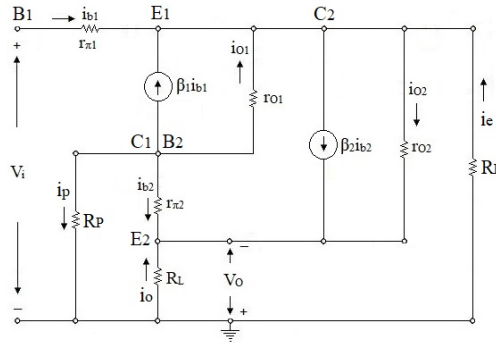 B1 ib1 E1 C2
+ rπ1
io1
β1ib1 ro1 io2 ie
C1 B2 β2ib2 ro2
Vi ib2
ip RP rπ2
E2 −
io RL Vo
− +